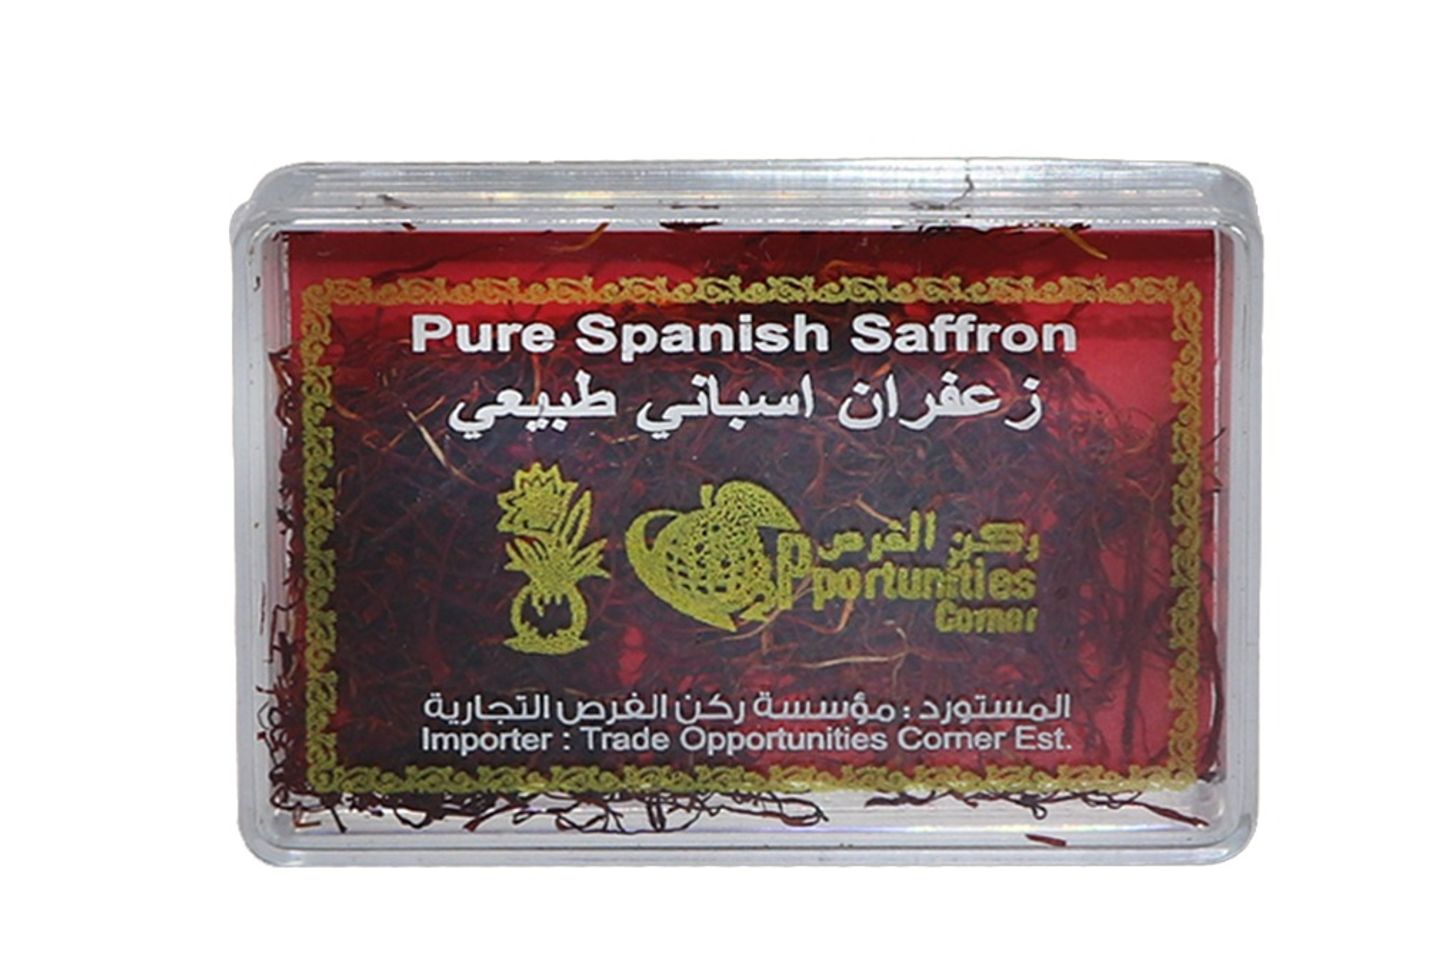 Pure Spanish Saffron
زعفران اسباني طبيعي
ركن الفرص
Opportunities
Corner
المستورد : مؤسسة ركن الفرص التجارية
Importer : Trade Opportunities Corner Est.